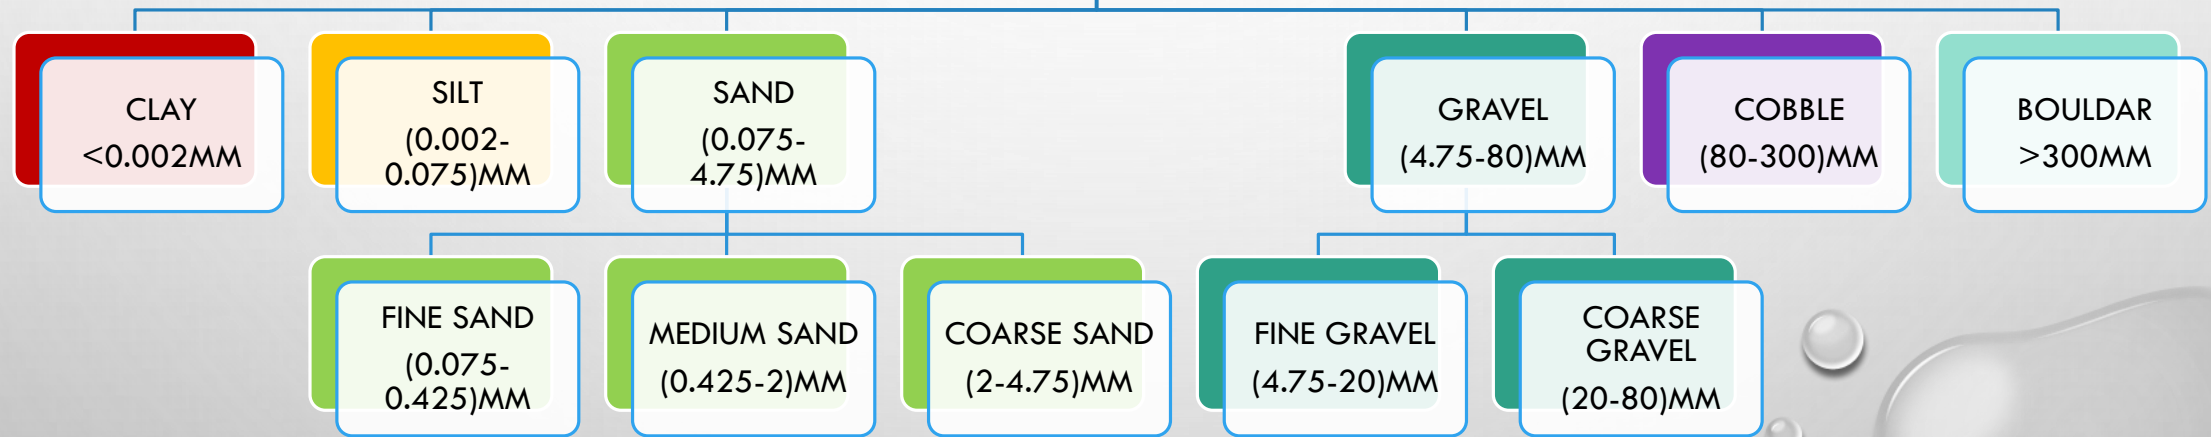 CLAY
<0.002MM
SILT
(0.002-
0.075)MM
SAND
(0.075-
4.75)MM
GRAVEL
(4.75-80)MM
COBBLE
(80-300)MM
BOULDAR
>300MM
FINE SAND
(0.075-
0.425)MM
MEDIUM SAND
(0.425-2)MM
COARSE SAND
(2-4.75)MM
FINE GRAVEL
(4.75-20)MM
COARSE
GRAVEL
(20-80)MM